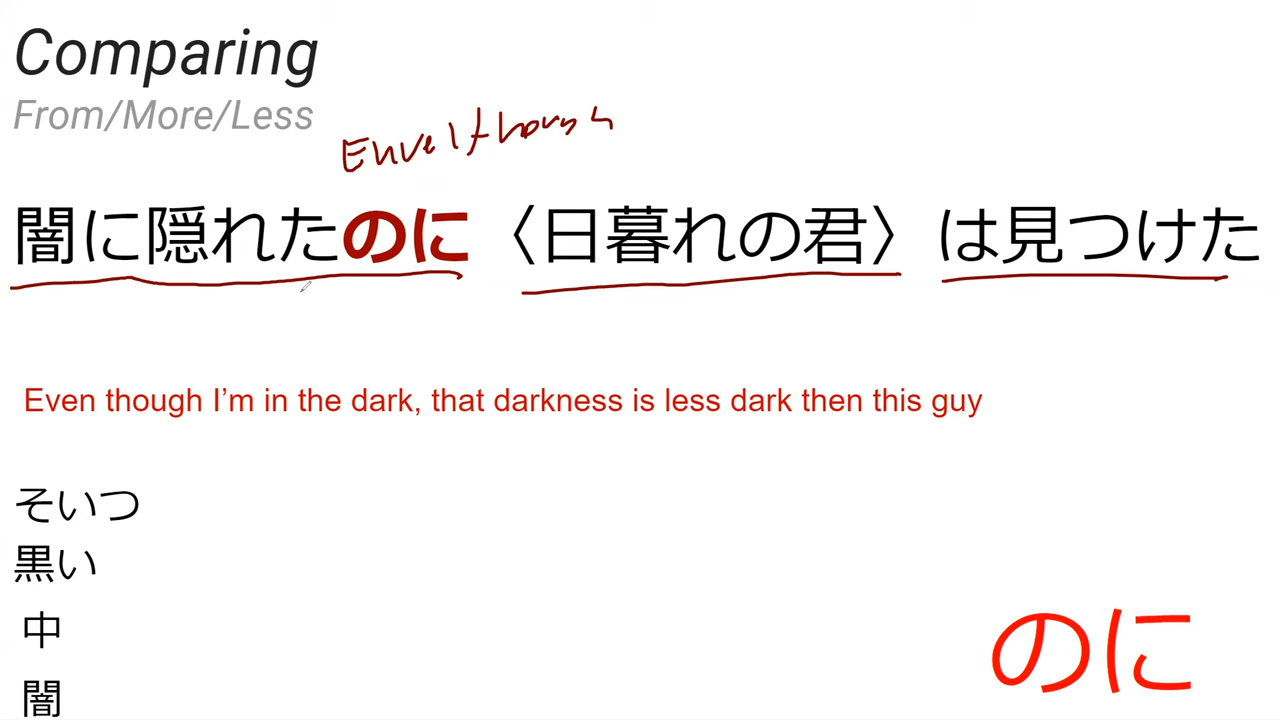 Comparing
From/More/Less
Envelthough
闇に隠れたのに〈日暮れの君〉は見つけた
Even though I’m in the dark, that darkness is less dark then this guy
そいつ
黒い
中
闇
のに